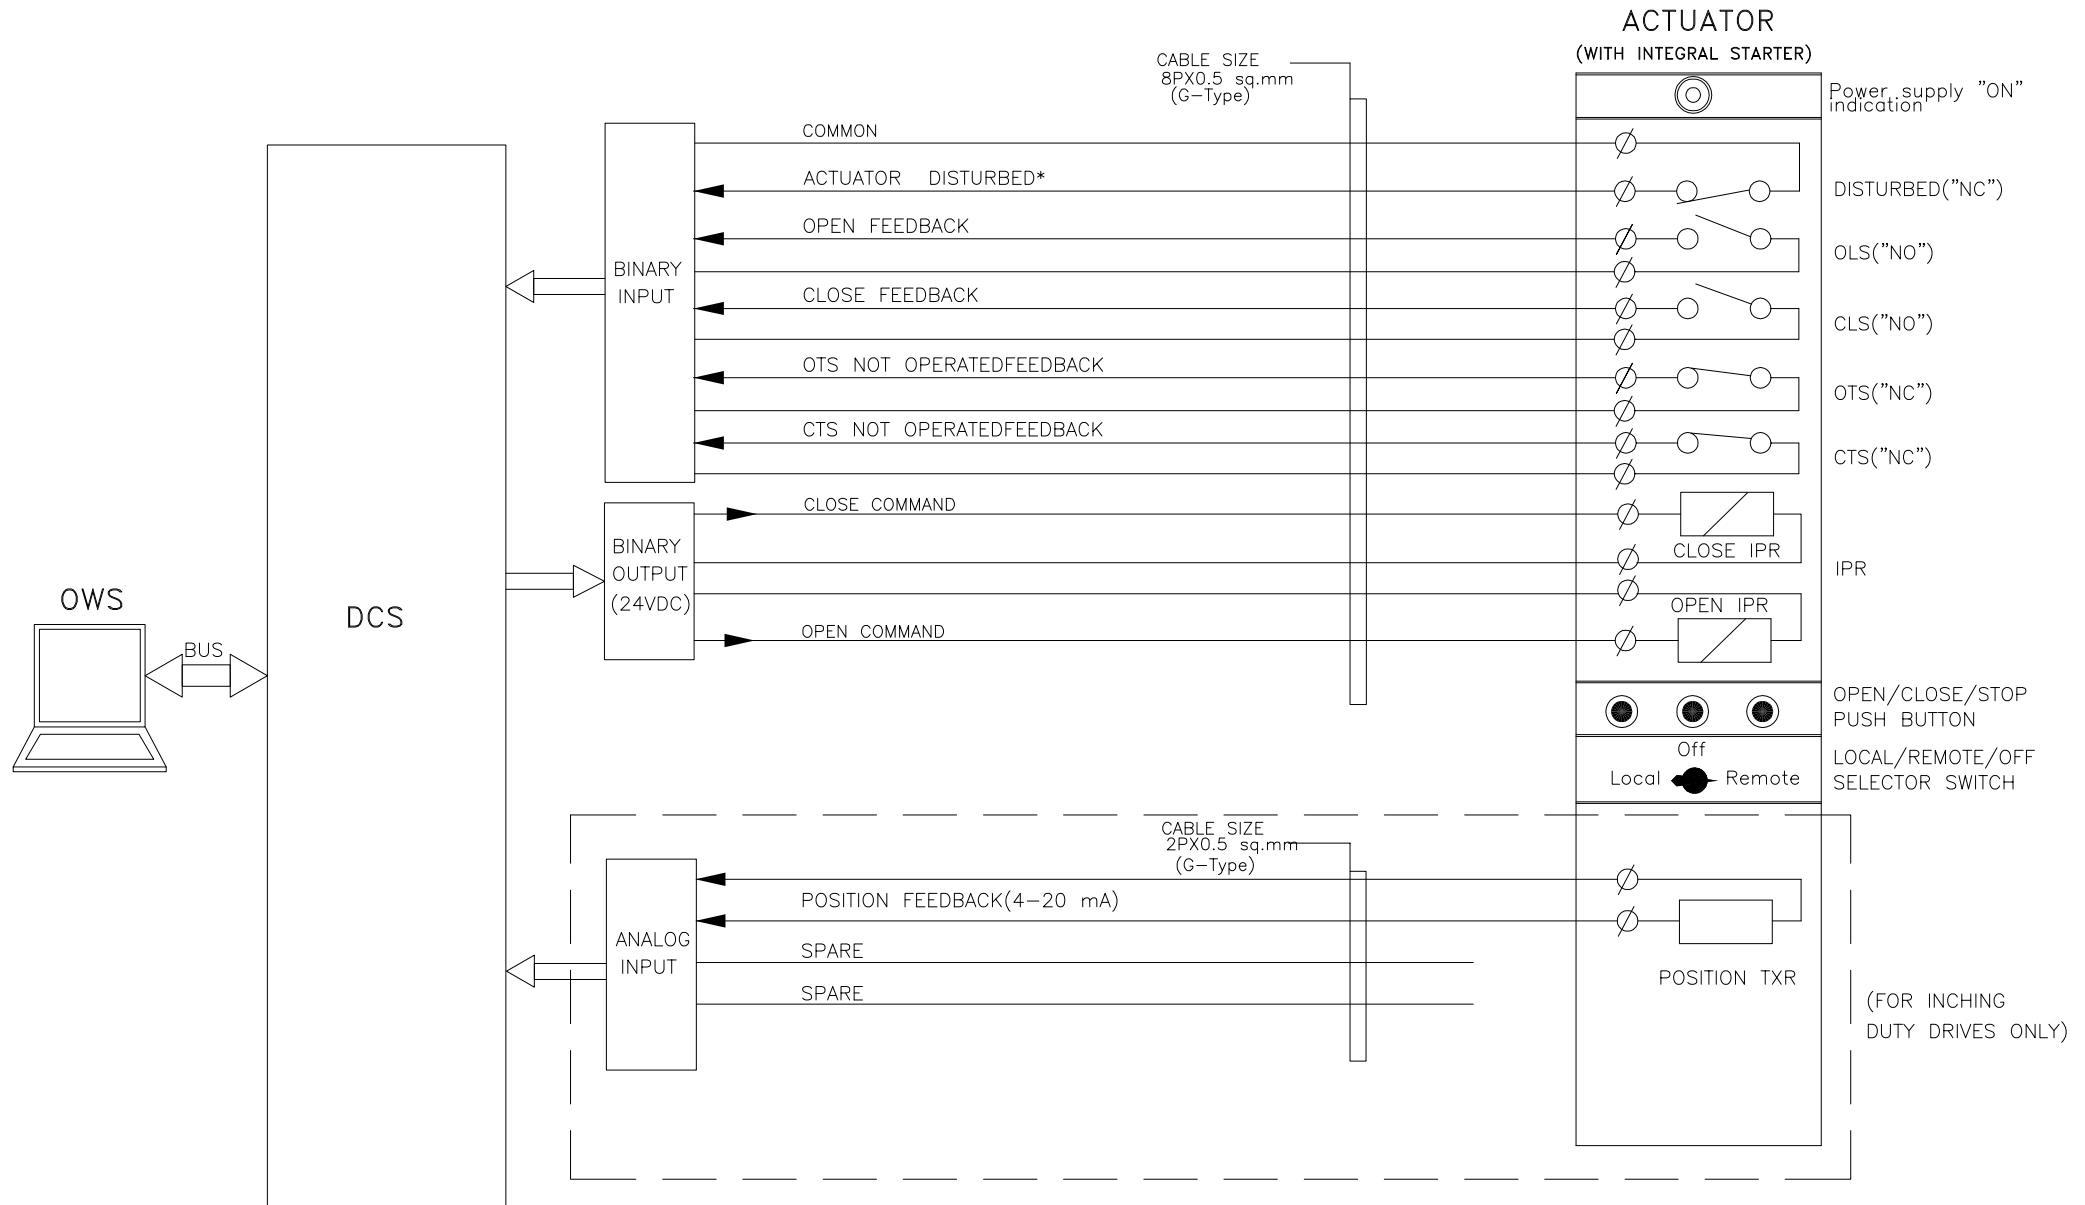 ACTUATOR
(WITH INTEGRAL STARTER)
CABLE SIZE
8PX0.5 sq.mm
(G-Type)
Power supply "ON"
indication
COMMON
ACTUATOR DISTURBED*
DISTURBED("NC")
OPEN FEEDBACK
OLS("NO")
BINARY
INPUT
CLOSE FEEDBACK
CLS("NO")
OTS NOT OPERATEDFEEDBACK
OTS("NC")
CTS NOT OPERATEDFEEDBACK
CTS("NC")
CLOSE COMMAND
BINARY
OUTPUT
(24VDC)
CLOSE IPR
IPR
OPEN IPR
OPEN COMMAND
OWS
DCS
BUS
OPEN/CLOSE/STOP
PUSH BUTTON
Off
Local
Remote
LOCAL/REMOTE/OFF
SELECTOR SWITCH
CABLE SIZE
2PX0.5 sq.mm
(G-Type)
POSITION FEEDBACK(4-20 mA)
ANALOG
INPUT
SPARE
SPARE
POSITION TXR
(FOR INCHING
DUTY DRIVES ONLY)